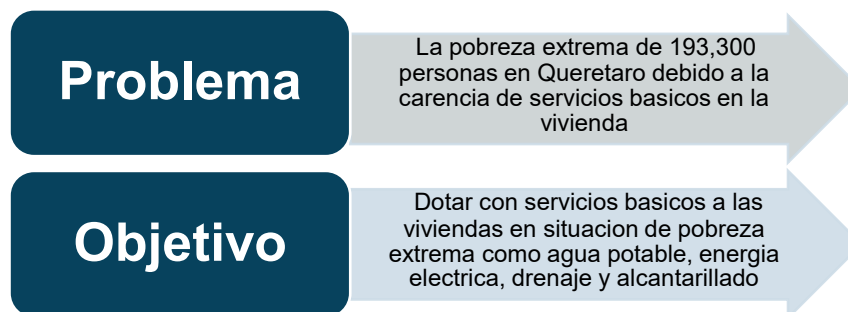 Problema
La pobreza extrema de 193,300
personas en Queretaro debido a la
carencia de servicios basicos en la
vivienda
Objetivo
Dotar con servicios basicos a las
viviendas en situacion de pobreza
extrema como agua potable, energia
electrica, drenaje y alcantarillado